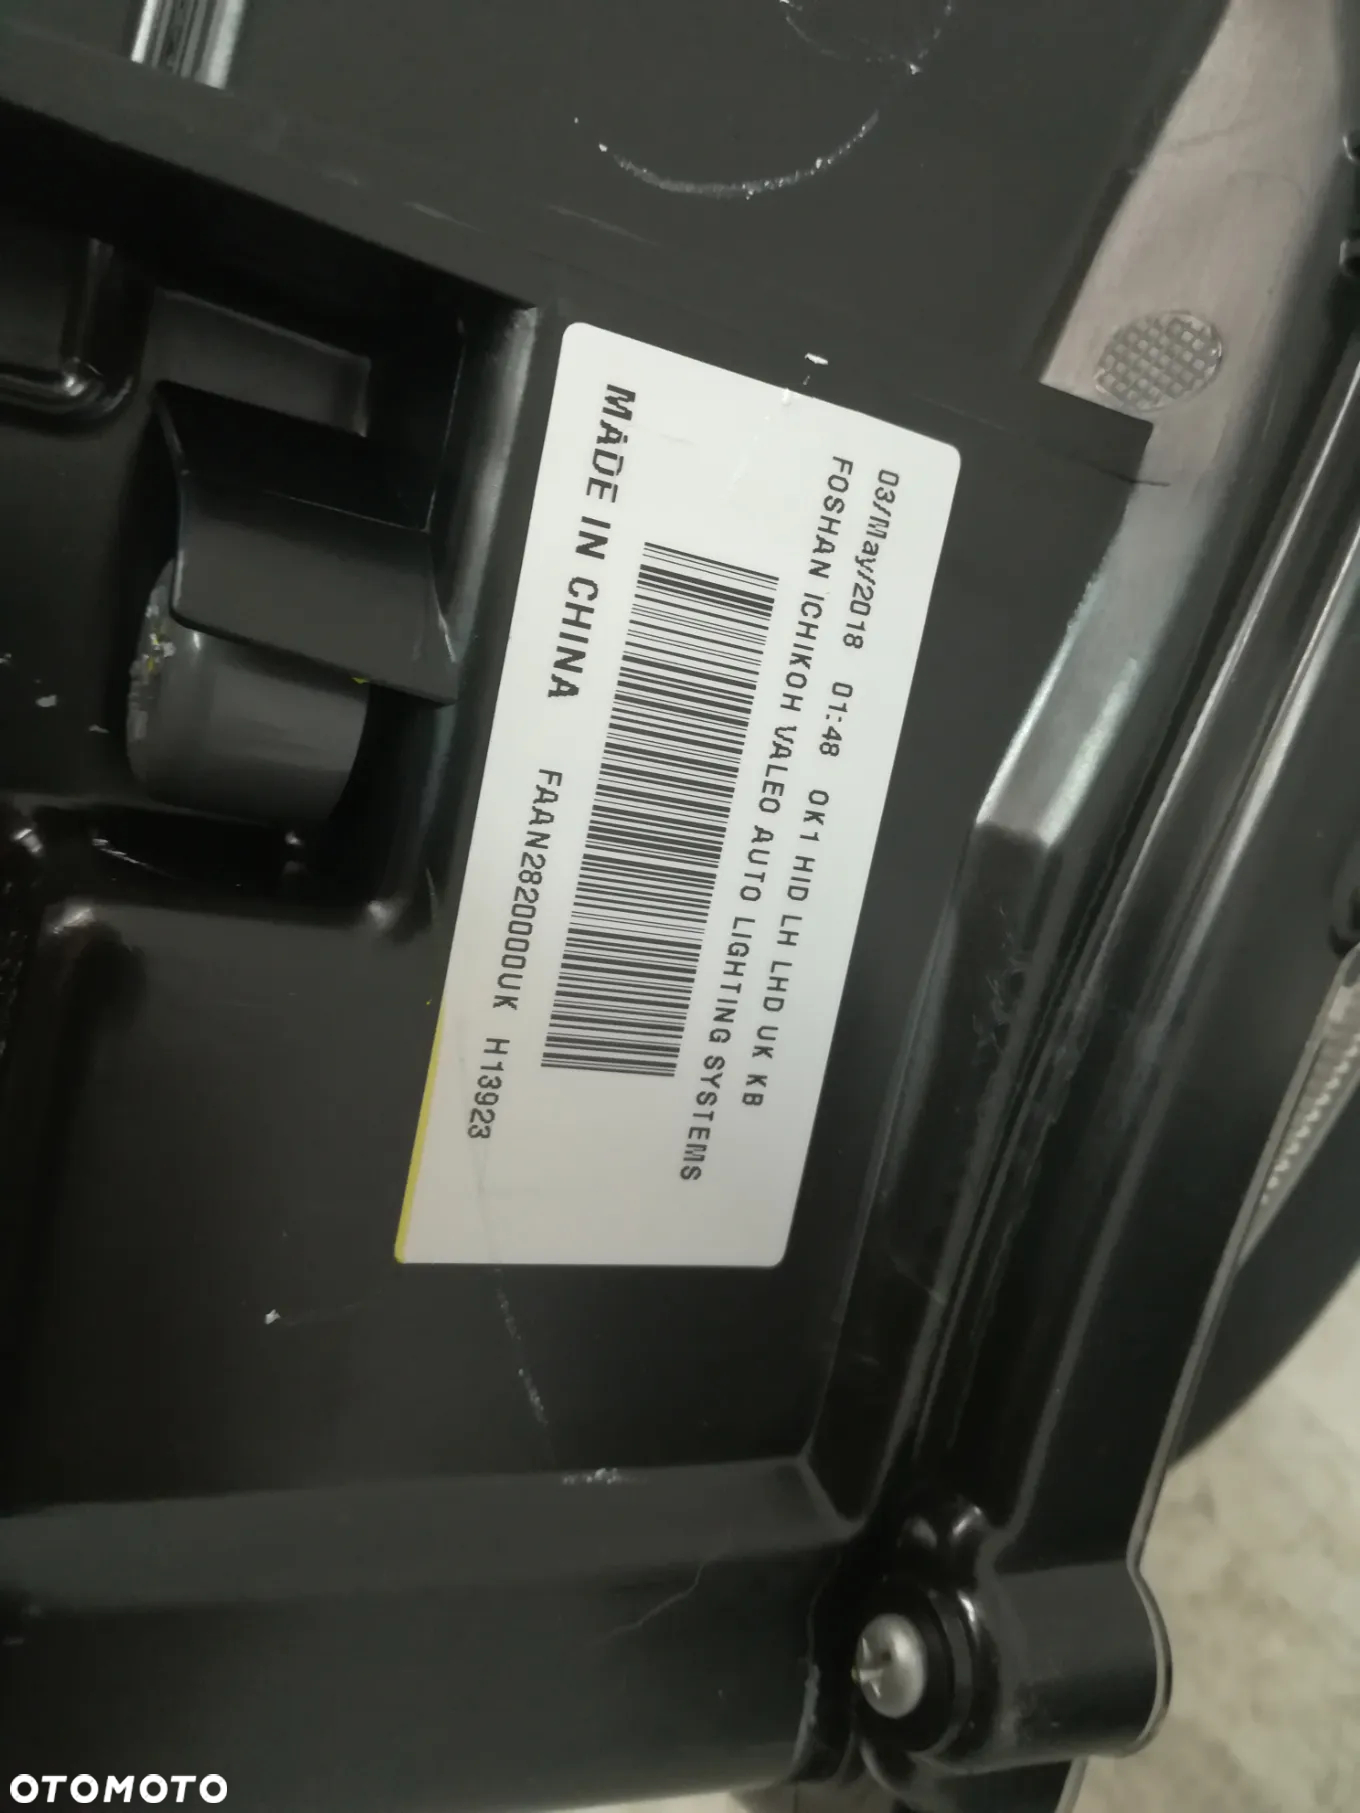 03/May/2018 01:48 OK1 HID LH LHD UK KB
FOSHAN ICHIKOH VALEO AUTO LIGHTING SYSTEMS
MADE IN CHINA FAAN2820000UK H13923
OTOMOTO